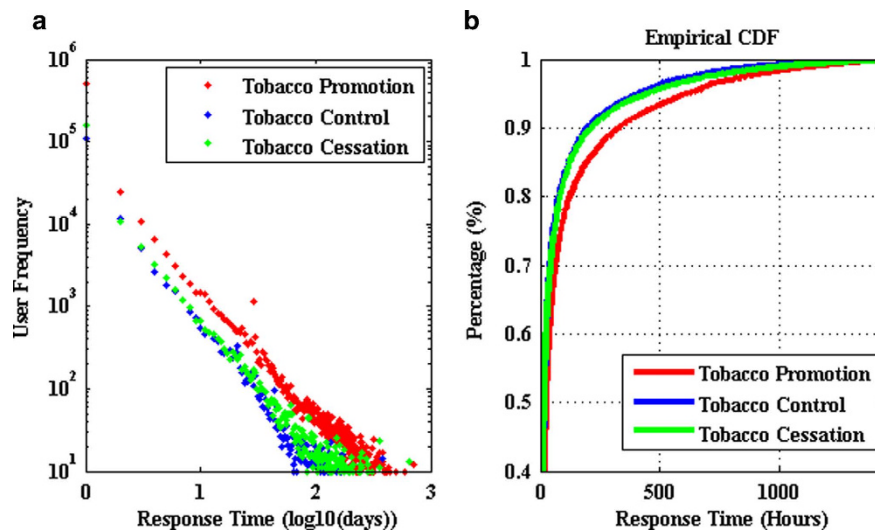 a
10^6
10^5
10^4
10^3
10^2
10^1
User Frequency
Tobacco Promotion
Tobacco Control
Tobacco Cessation
0
1
2
3
Response Time (log10(days))
b
Empirical CDF
1
0.9
0.8
0.7
0.6
0.5
0.4
Percentage (%)
Tobacco Promotion
Tobacco Control
Tobacco Cessation
0
500
1000
Response Time (Hours)